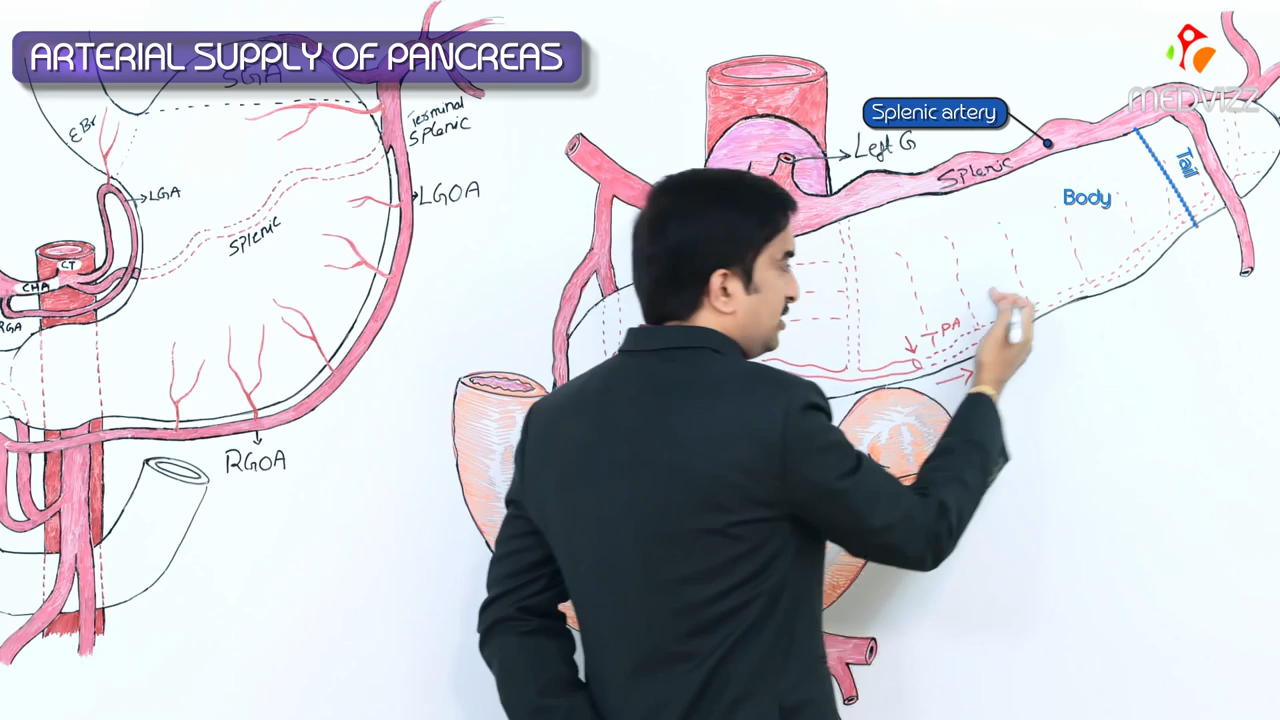 ARTERIAL SUPPLY OF PANCREAS
SGA
EBr
LGA
Terminal
Splenic
LGOA
Splenic
CT
CHA
RGA
RGOA
MEDVIZZ
Splenic artery
Left G
Splenic
Body
Tail
TPA